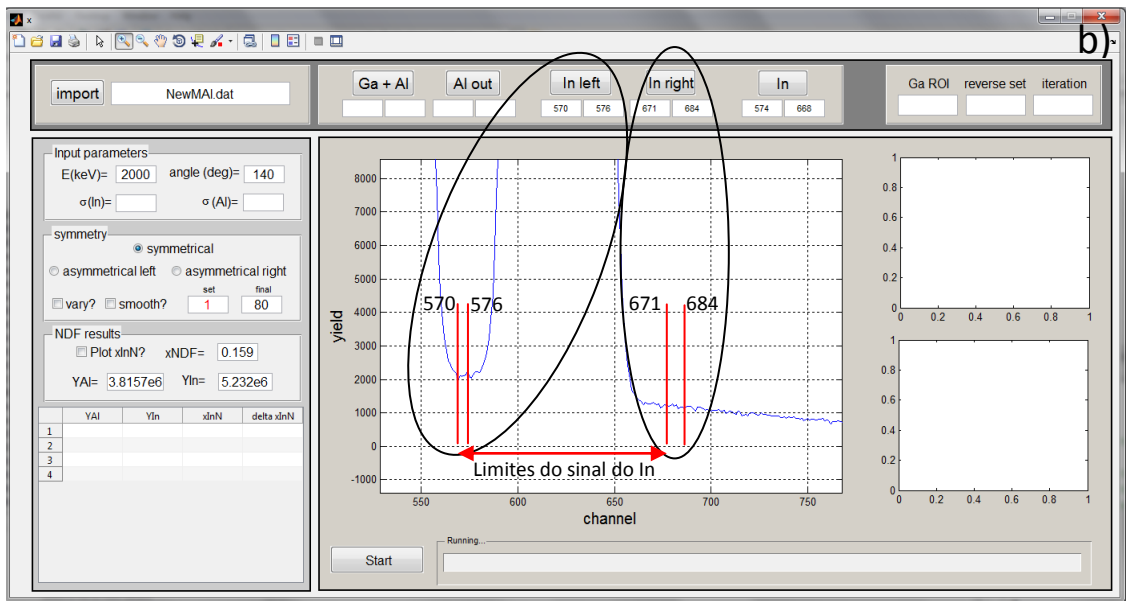 x
b)
Ga + Al Al out In left In right In Ga ROI reverse set iteration
import NewMAl.dat
570 576 671 684 574 668
Input parameters
E(keV)= 2000 angle (deg)= 140
σ(In)= σ (Al)=
symmetry
symmetrical
asymmetrical left asymmetrical right
set final
vary? smooth? 1 80
NDF results
Plot xInN? xNDF= 0.159
YAl= 3.8157e6 YIn= 5.232e6
YAl YIn xInN delta xInN
1
2
3
4
8000
7000
6000
5000
4000
3000
2000
1000
0
-1000
yield
570 576 671 684
Limites do sinal do In
550 600 650 700 750
channel
1
0.8
0.6
0.4
0.2
0
0 0.2 0.4 0.6 0.8 1
1
0.8
0.6
0.4
0.2
0
0 0.2 0.4 0.6 0.8 1
Start
Running...